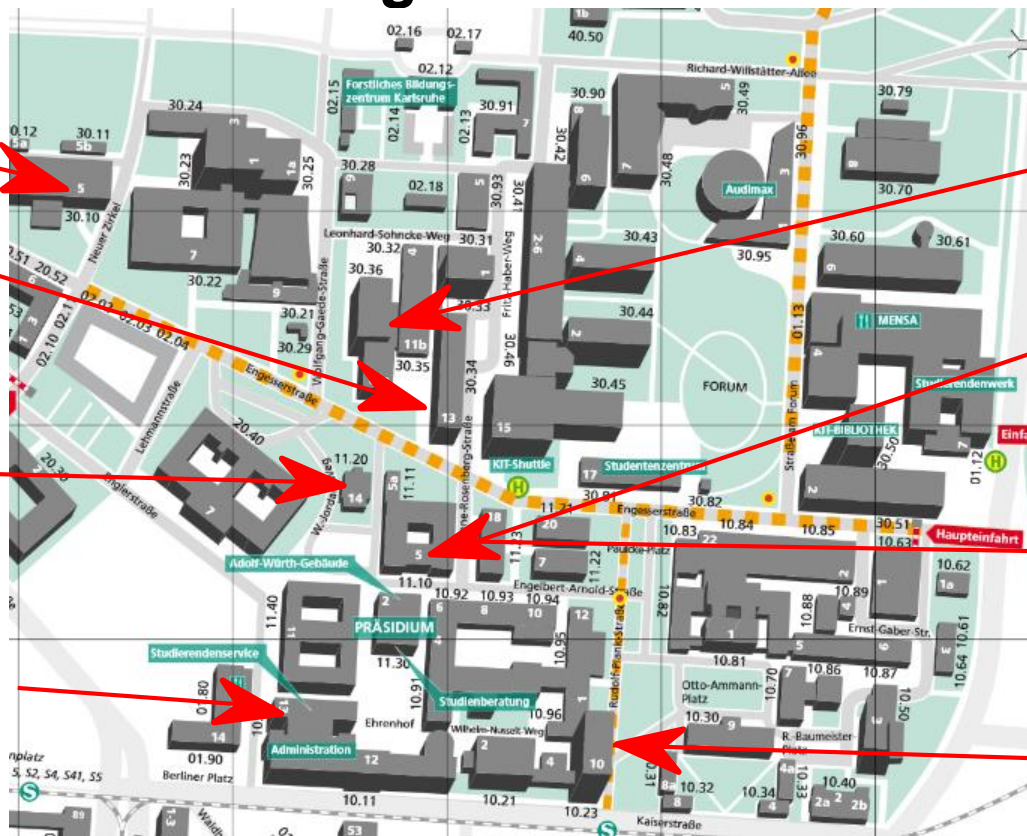 40.50
02.16
02.17
Richard-Willstätter-Allee
02.12
Forstliches Bildungs-
zentrum Karlsruhe
02.15
02.14
02.13
30.91
30.90
30.49
30.79
30.96
30.24
30.11
30.23
30.25
30.28
30.42
30.48
30.70
02.18
30.93
30.41
Audimax
30.10
Neuer Zirkel
Leonhard-Sohncke-Weg
30.32
30.31
Fritz-Haber-Weg
30.43
30.95
30.60
30.61
20.52
30.22
30.36
30.33
02.10
02.03
02.04
30.21
30.29
Wolfgang-Gaede-Straße
30.35
30.34
30.46
30.44
01.13
MENSA
Studierendenwerk
Engesserstraße
30.45
FORUM
Straße am Forum
KIT-BIBLIOTHEK
30.50
Lehmannstraße
20.40
11.20
11.11
KIT-Shuttle
Studentenzentrum
30.81
30.82
01.12
20.30
Englerstraße
11.21
Engesserstraße
10.83
10.84
10.85
30.51
10.63
Haupteinfahrt
Paulcke-Platz
11.22
11.10
Engelbert-Arnold-Straße
Adolf-Würth-Gebäude
10.92
10.93
10.94
10.82
10.88
10.89
10.62
Ernst-Gaber-Str.
10.61
10.64
11.40
PRÄSIDIUM
11.30
10.95
Rudolf-Plank-Straße
10.81
10.86
10.87
Studierendenservice
10.91
Studienberatung
10.96
Otto-Ammann-
Platz
10.70
10.50
01.80
Ehrenhof
Wilhelm-Nusselt-Weg
10.30
R.-Baumeister-
Platz
Administration
01.90
Berliner Platz
10.11
10.21
10.23
10.31
10.32
10.34
10.33
10.40
S, S2, S4, S41, S5
Kaiserstraße